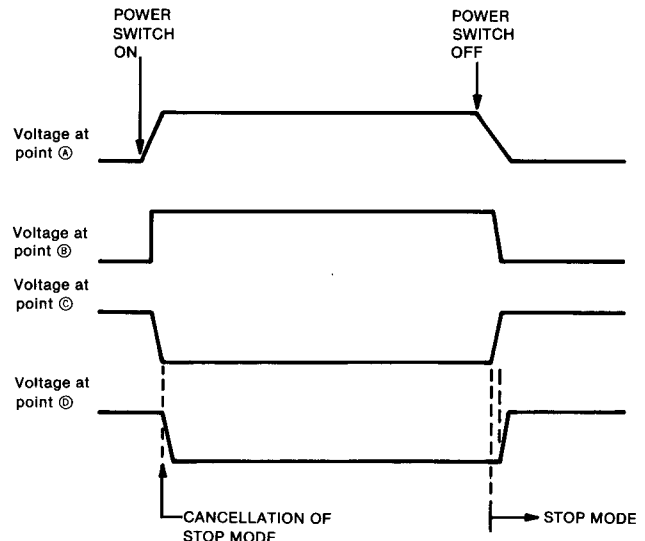 POWER
SWITCH
ON
POWER
SWITCH
OFF
Voltage at
point Ⓐ
Voltage at
point Ⓑ
Voltage at
point Ⓒ
Voltage at
point Ⓓ
CANCELLATION OF
STOP MODE
STOP MODE